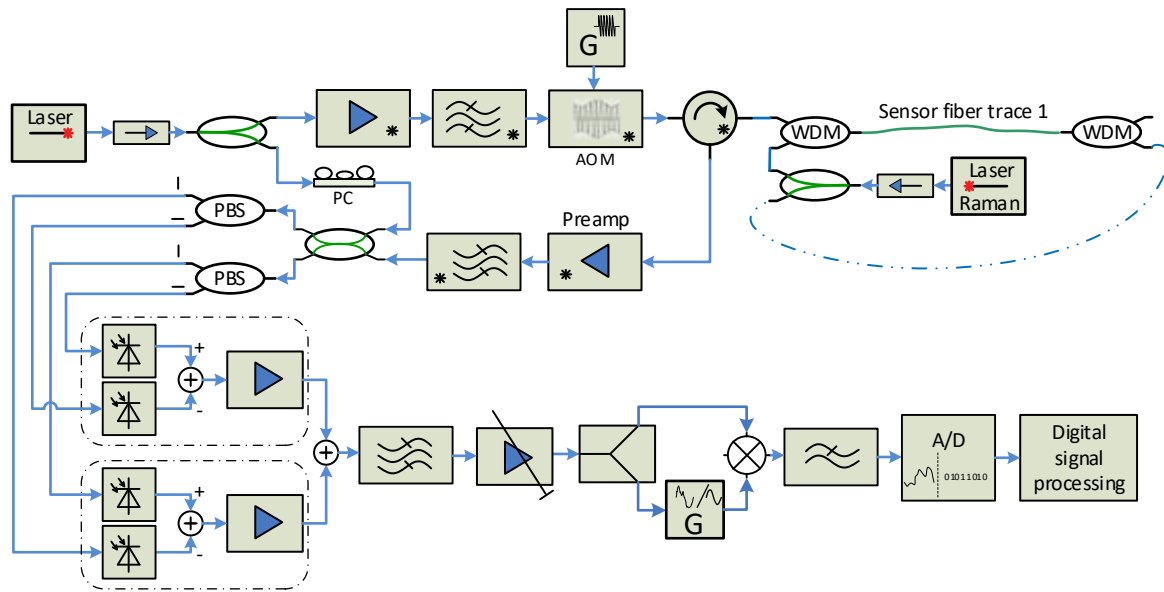 G
Laser
AOM
WDM
Sensor fiber trace 1
WDM
PC
PBS
Laser
Raman
Preamp
PBS
+
-
A/D
01011010
Digital
signal
processing
G
+
-